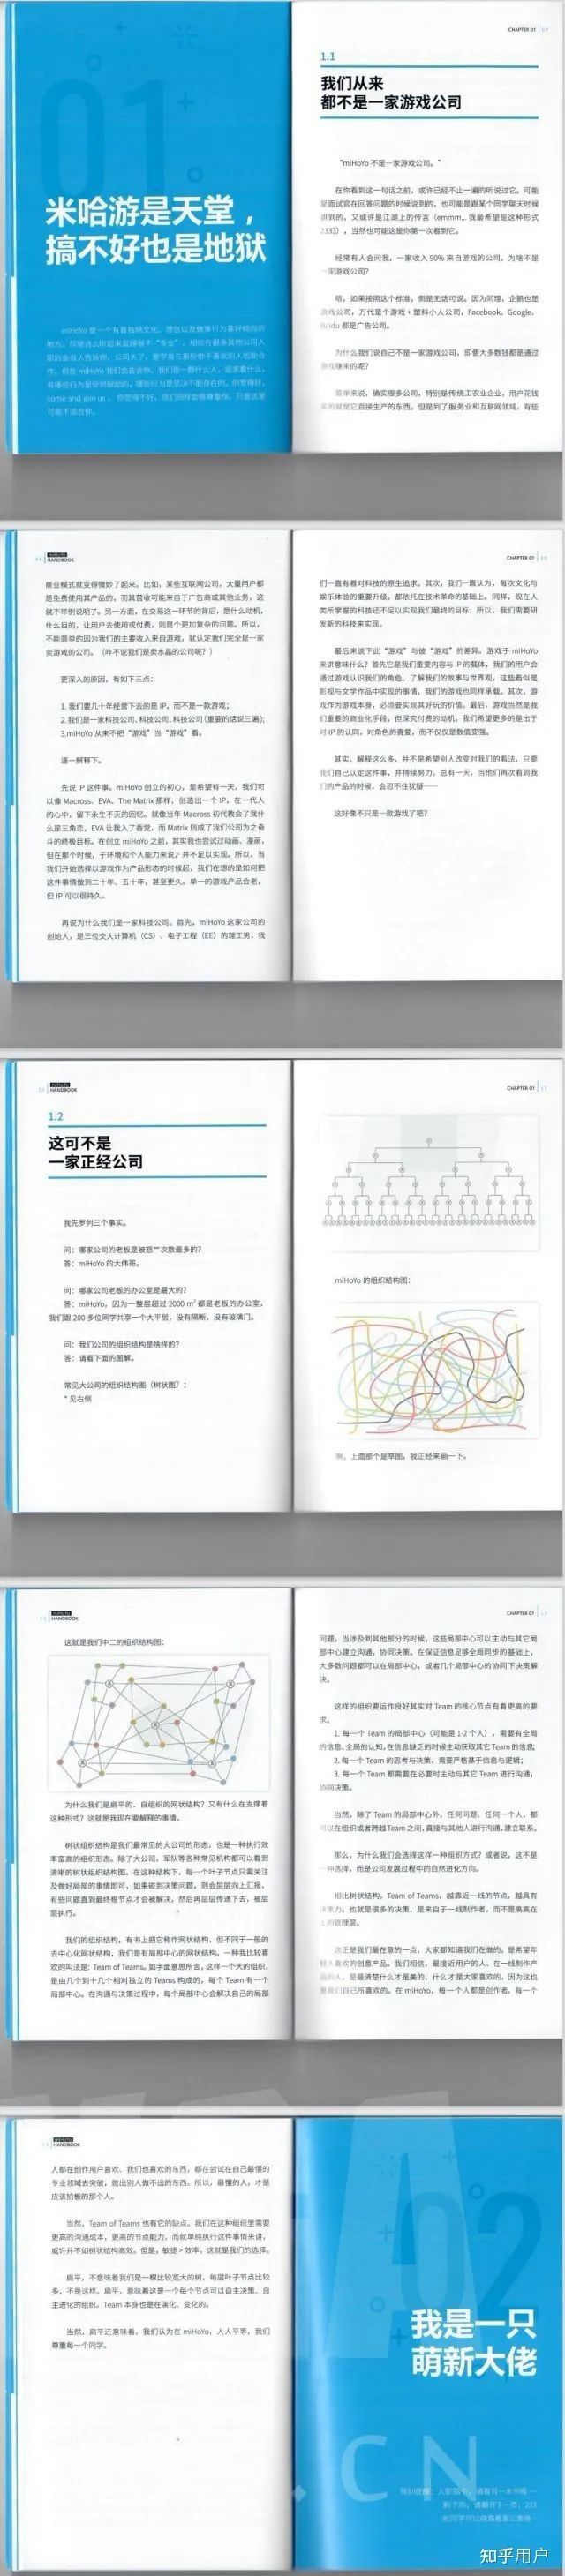 01
米哈游是天堂，
搞不好也是地狱
miHoYo 是一个有着独特文化、理念以及做事行为喜好倾向的
come and join us
CHAPTER 01
1.1
我们从来
都不是一家游戏公司
“miHoYo 不是一家游戏公司。”
在你看到这一句话之前，或许已经不止一遍的听说过它。可能
是面试官在回答问题的时候说到的，也可能是跟某个同学聊天时候
讲到的，又或许是江湖上的传言（emmm... 我最希望是这种形式
2333），当然也可能这是你第一次看到它。
经常有人会问我，一家收入 90% 来自游戏的公司，为啥不是
一家游戏公司？
嗯，如果按照这个标准，倒是无话可说。因为同理，企鹅也是
游戏公司，万代是个游戏 + 塑料小人公司，Facebook、Google、
Baidu 都是广告公司。
为什么我们说自己不是一家游戏公司，即使大多数钱都是通过
游戏赚来的呢？
简单来说，确实很多公司，特别是传统工农业企业，用户花钱
买的就是它直接生产的东西。但是到了服务业和互联网领域，有些
HANDBOOK
商业模式就变得微妙了起来。比如，某些互联网公司，大量用户都
是免费使用其产品的，而其营收可能来自于广告商或其他业务，这
就不举例说明了。另一方面，在交易这一环节的背后，是什么动机、
什么目的，让用户去使用或付费，则是个更加复杂的问题。所以，
不能简单的因为我们的主要收入来自游戏，就认定我们完全是一家
卖游戏的公司。（咋不说我们是卖水晶的公司呢？）
更深入的原因，有如下三点：
1. 我们要几十年经营下去的是 IP，而不是一款游戏；
2. 我们是一家科技公司、科技公司、科技公司（重要的话说三遍）；
3.miHoYo 从来不把“游戏”当“游戏”看。
逐一解释下。
先说 IP 这件事。miHoYo 创立的初心，是希望有一天，我们可
以像 Macross、EVA、The Matrix 那样，创造出一个 IP，在一代人
的心中，留下永生不灭的回忆。就像当年 Macross 初代教会了我什
么是三角恋，EVA 让我入了香党，而 Matrix 则成了我们公司为之奋
斗的终极目标。在创立 miHoYo 之前，其实我也尝试过动画、漫画，
但在那个时候，于环境和个人能力来说，并不足以实现。所以，当
我们开始选择以游戏作为产品形态的时候起，我们在想的是如何把
这件事情做到二十年、五十年，甚至更久。单一的游戏产品会老，
但 IP 可以很持久。
再说为什么我们是一家科技公司。首先，miHoYo 这家公司的
创始人，是三位交大计算机（CS）、电子工程（EE）的理工男，我
CHAPTER 01
们一直有着对科技的原生追求。其次，我们一直认为，每次文化与
娱乐体验的重要升级，都依托在技术革命的基础上。同样，现在人
类所掌握的科技还不足以实现我们最终的目标，所以，我们需要研
发新的科技来实现。
最后来说下此“游戏”与彼“游戏”的差异。游戏于 miHoYo
来讲意味什么？首先它是我们重要内容与 IP 的载体，我们的用户会
通过游戏认识我们的角色、了解我们的故事与世界观，这些看似是
影视与文学作品中实现的事情，我们的游戏也同样承载。其次，游
戏作为游戏本身，必须要实现其好玩的价值。最后，游戏当然是我
们重要的商业化手段，但深究付费的动机，我们希望更多的是出于
对 IP 的认同，对角色的喜爱，而不仅仅是数值变强。
其实，解释这么多，并不是希望别人改变对我们的看法，只要
我们自己认定这件事，并持续努力，总有一天，当他们再次看到我
们的产品的时候，会忍不住犹疑——
这好像不只是一款游戏了吧？
HANDBOOK
1.2
这可不是
一家正经公司
我先罗列三个事实。
问：哪家公司的老板是被怒**次数最多的？
答：miHoYo 的大伟哥。
问：哪家公司老板的办公室是最大的？
答：miHoYo，因为一整层超过 2000 m² 都是老板的办公室，
我们跟 200 多位同学共享一个大平层，没有隔断，没有玻璃门。
问：我们公司的组织结构是啥样的？
答：请看下面的图解。
常见大公司的组织结构图（树状图？：
* 见右侧
CHAPTER 01
miHoYo 的组织结构图：
啊，上面那个是草图。我正经来画一下。
HANDBOOK
这就是我们中二的组织结构图：
为什么我们是扁平的、自组织的网状结构？又有什么在支撑着
这种形式？这就是我现在要解释的事情。
树状组织结构是我们最常见的大公司的形态，也是一种执行效
率蛮高的组织形态。除了大公司，军队等各种常见机构都可以看到
清晰的树状组织结构图。在这种结构下，每一个叶子节点只需关注
及做好局部的事情即可，如果碰到决策问题，则会层层向上汇报，
有些问题直到最终根节点才会被解决，然后再层层传递下去，被层
层执行。
我们的组织结构，有书上把它称作网状结构，但不同于一般的
去中心化网状结构，我们是有局部中心的网状结构。一种我比较喜
欢的叫法是：Team of Teams。如字面意思所言，这样一个大的组织，
是由几个到十几个相对独立的 Teams 构成的，每个 Team 有一个
局部中心。在沟通与决策过程中，每个局部中心会解决自己的局部
CHAPTER 01
问题。当涉及到其他部分的时候，这些局部中心可以主动与其它局
部中心建立沟通，协同决策。在保证信息足够全局同步的基础上，
大多数问题都可以在局部中心，或者几个局部中心的协同下决策解
决。
这样的组织要运作良好其实对 Team 的核心节点有着更高的要
求。
1. 每一个 Team 的局部中心（可能是 1-2 个人），需要有全局
的信息、全局的认知，在信息缺乏的时候主动获取其它 Team 的信息；
2. 每一个 Team 的思考与决策，需要严格基于信息与逻辑；
3. 每一个 Team 都需要在必要时主动与其它 Team 进行沟通，
协同决策。
当然，除了 Team 的局部中心外，任何问题、任何一个人，都
可以在组织或者跨越 Team 之间，直接与其他人进行沟通，建立联系。
那么，为什么我们会选择这样一种组织方式？或者说，这不是
一种选择，而是公司发展过程中的自然进化方向。
相比树状结构，Team of Teams，越靠近一线的节点，越具有
决策力。也就是很多的决策，是来自于一线制作者，而不是高高在
上的管理层。
这正是我们最在意的一点，大家都知道我们在做的，是希望年
轻人喜欢的创意产品。我们相信，最接近用户的人、在一线制作产
品的人，是最清楚什么才是美的、什么才是大家喜欢的，因为这也
是我们自己所喜欢的。在 miHoYo，每一个人都是创作者，每一个
HANDBOOK
人都在创作用户喜欢、我们也喜欢的东西，都在尝试在自己最懂的
专业领域去突破，做出别人做不出的东西。所以，最懂的人，才是
应该拍板的那个人。
当然，Team of Teams 也有它的缺点。我们在这种组织里需要
更高的沟通成本，更高的节点能力，而就单纯执行这件事情来讲，
或许并不如树状结构高效。但是，敏捷 > 效率，这就是我们的选择。
扁平，不意味着我们是一棵比较宽大的树，每层叶子节点比较
多，不是这样。扁平，意味着这是一个每个节点可以自主决策、自
主进化的组织。Team 本身也是在演化、变化的。
当然，扁平还意味着，我们认为在 miHoYo，人人平等，我们
尊重每一个同学。
02
我是一只
萌新大佬
.CN
知乎用户